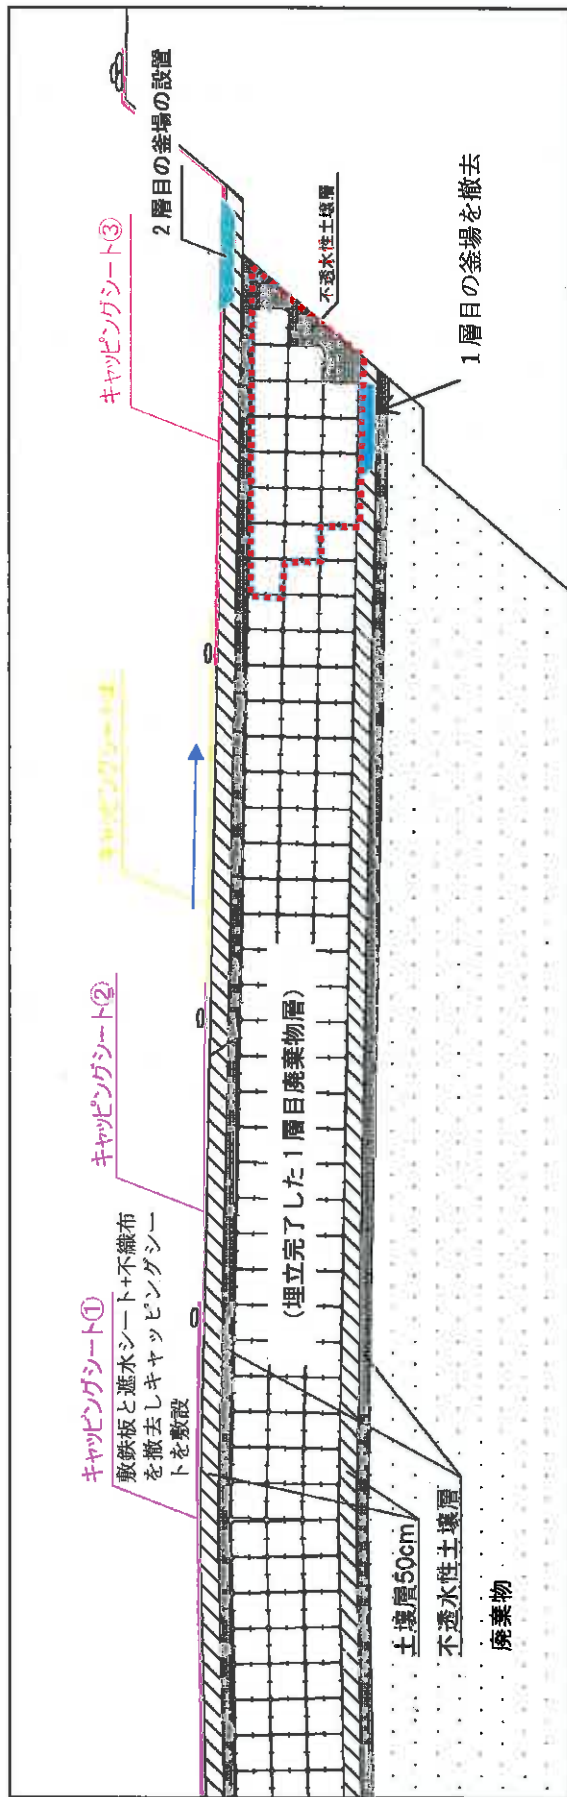 キャッピングシート①
敷鉄板と遮水シート+不織布
を撤去しキャッピングシー
トを敷設
キャッピングシート②
キャッピングシート
キャッピングシート③
2層目の釜場の設置
不透水性土壌層
1層目の釜場を撤去
(埋立完了した1層目廃棄物層)
土壌層50cm
不透水性土壌層
廃棄物